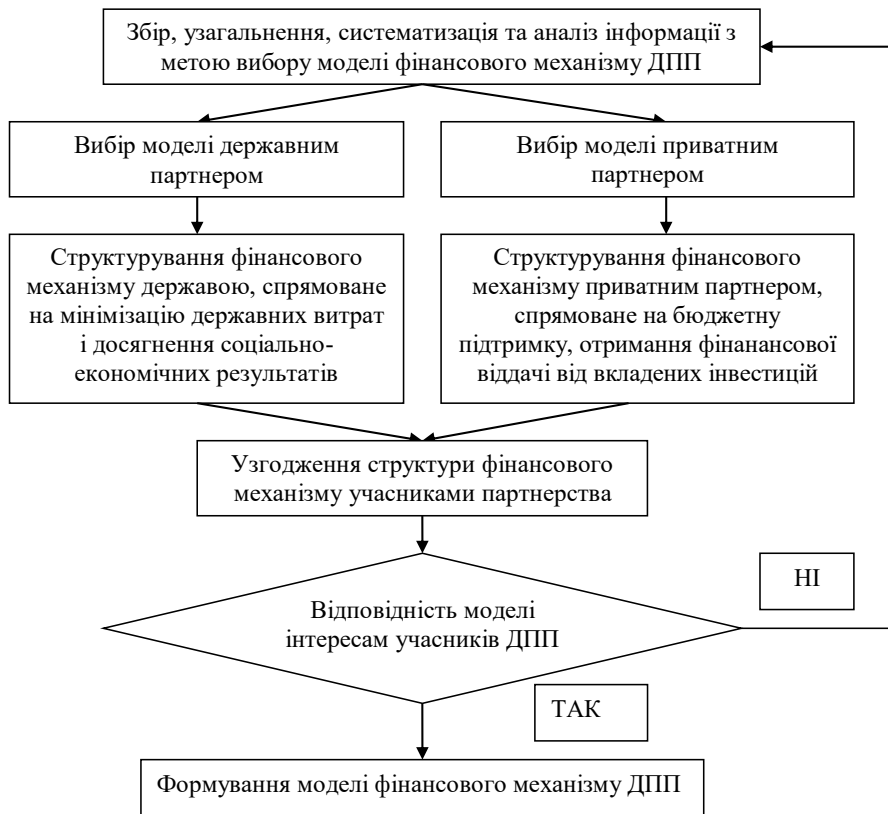 Збір, узагальнення, систематизація та аналіз інформації з
метою вибору моделі фінансового механізму ДПП
Вибір моделі державним
партнером
Вибір моделі приватним
партнером
Структурування фінансового
механізму державою, спрямоване
на мінімізацію державних витрат
і досягнення соціально-
економічних результатів
Структурування фінансового
механізму приватним партнером,
спрямоване на бюджетну
підтримку, отримання фінанансової
віддачі від вкладених інвестицій
Узгодження структури фінансового
механізму учасниками партнерства
Відповідність моделі
інтересам учасників ДПП
НІ
ТАК
Формування моделі фінансового механізму ДПП